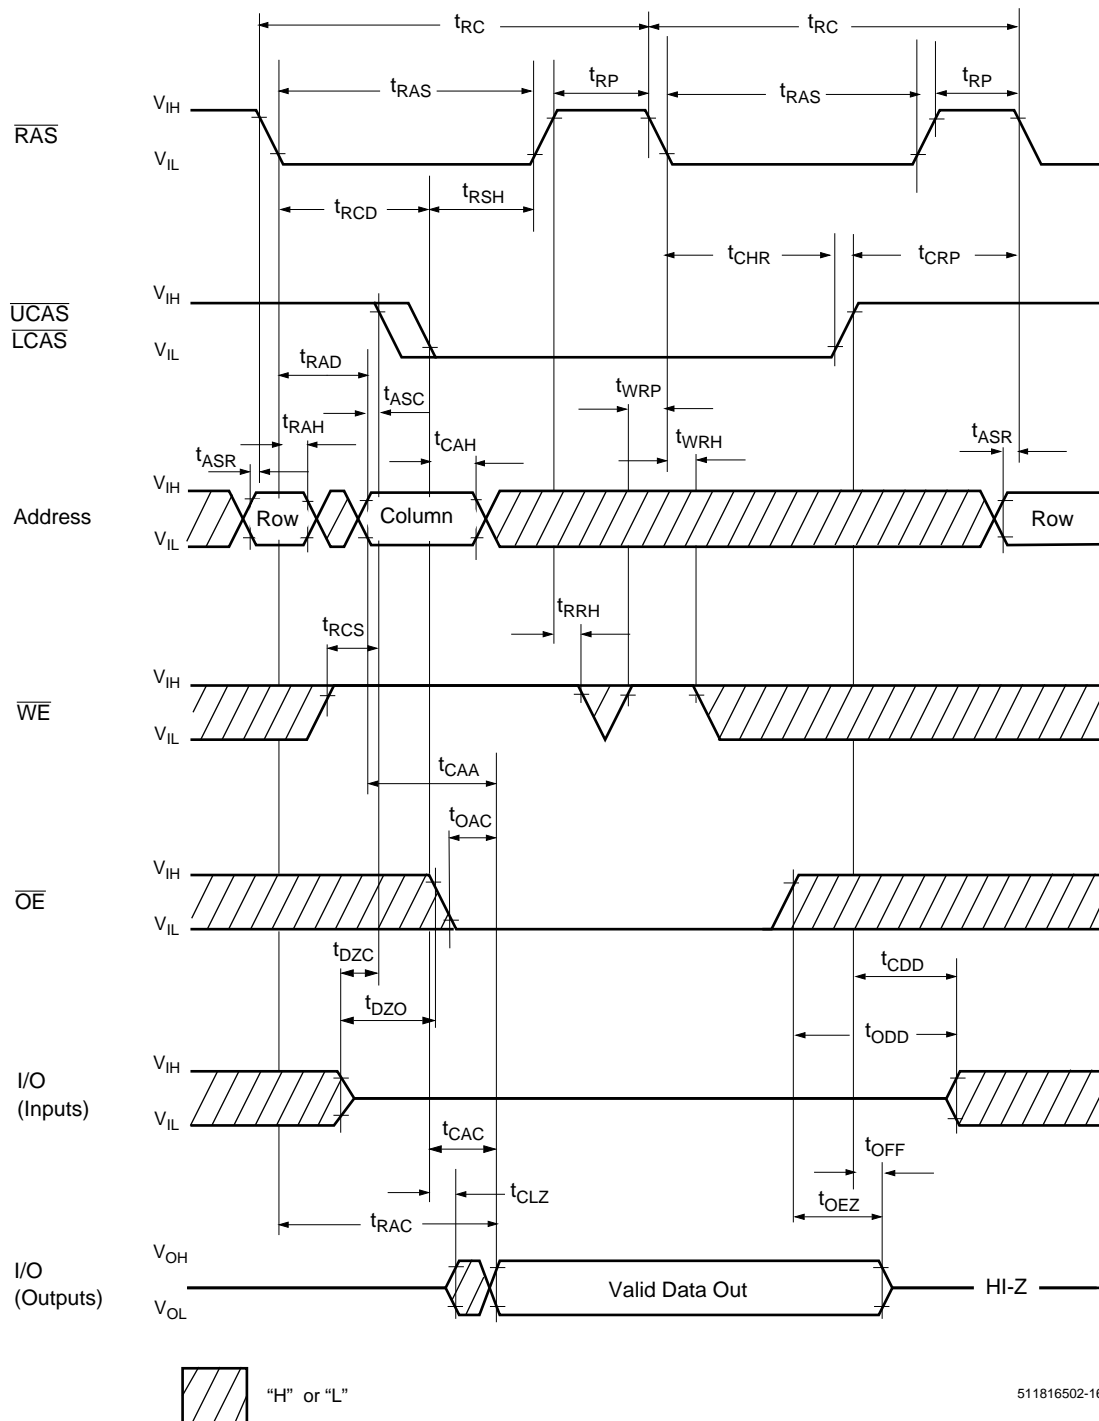 tRC tRC
tRAS tRP tRAS tRP
RAS VIH
VIL
tRCD tRSH
tCHR tCRP
UCAS VIH
LCAS VIL
tRAD
tASC tWRP
tRAH tCAH tWRH
tASR tASR
Address VIH
VIL
Row Column Row
tRRH
tRCS
WE VIH
VIL
tCAA
tOAC
OE VIH
VIL
tDZC tCDD
tDZO tODD
I/O VIH
(Inputs) VIL
tCAC tOFF
tCLZ tOEZ
tRAC
I/O VOH
(Outputs) VOL
Valid Data Out HI-Z
“H” or “L”
511816502-16